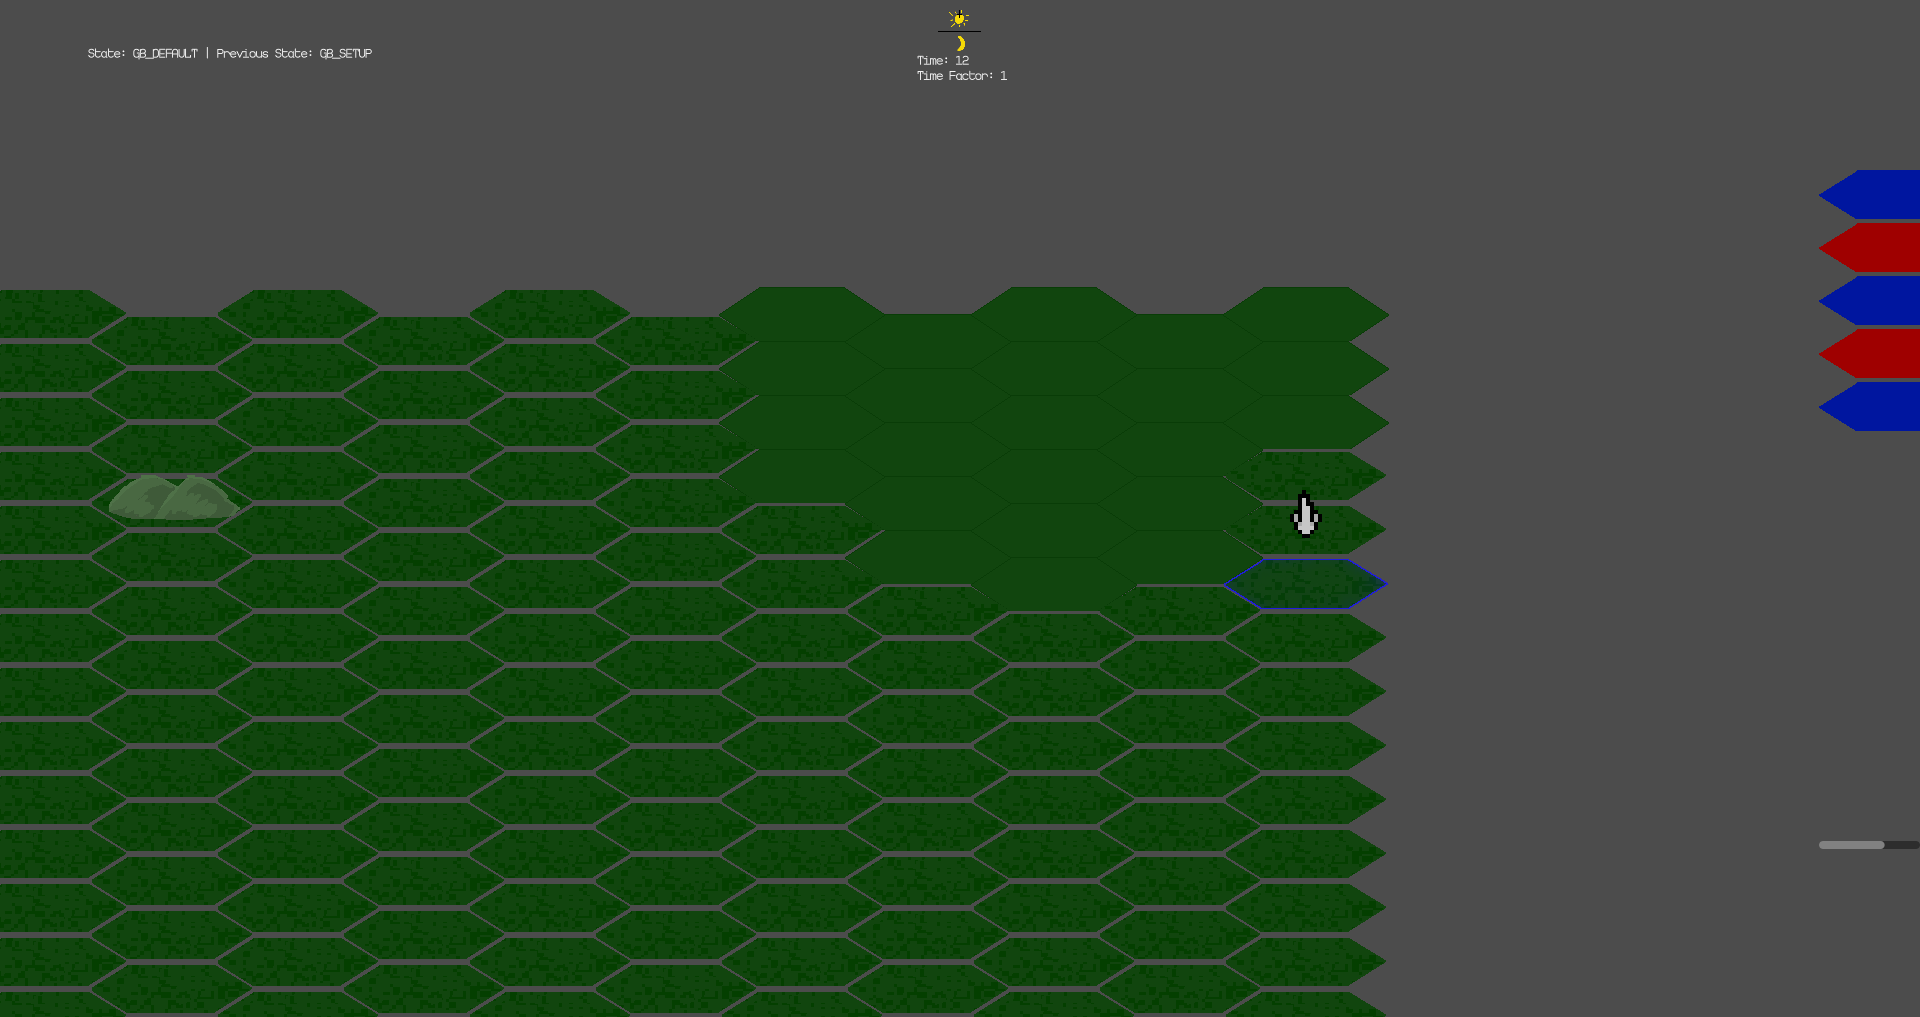 State: GB_DEFAULT | Previous State: GB_SETUP
Time: 12
Time Factor: 1